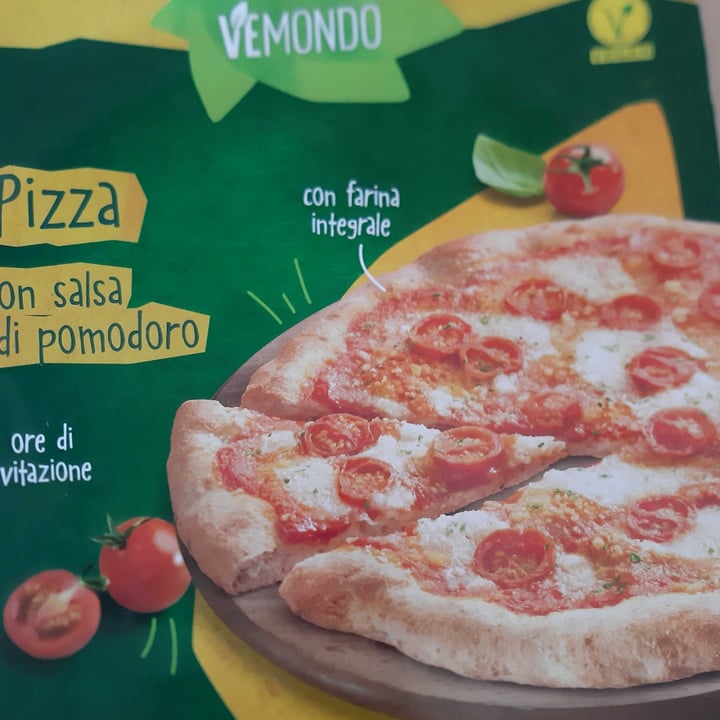 VEMONDO
Pizza
on salsa
di pomodoro
con farina
integrale
ore di
vitazione